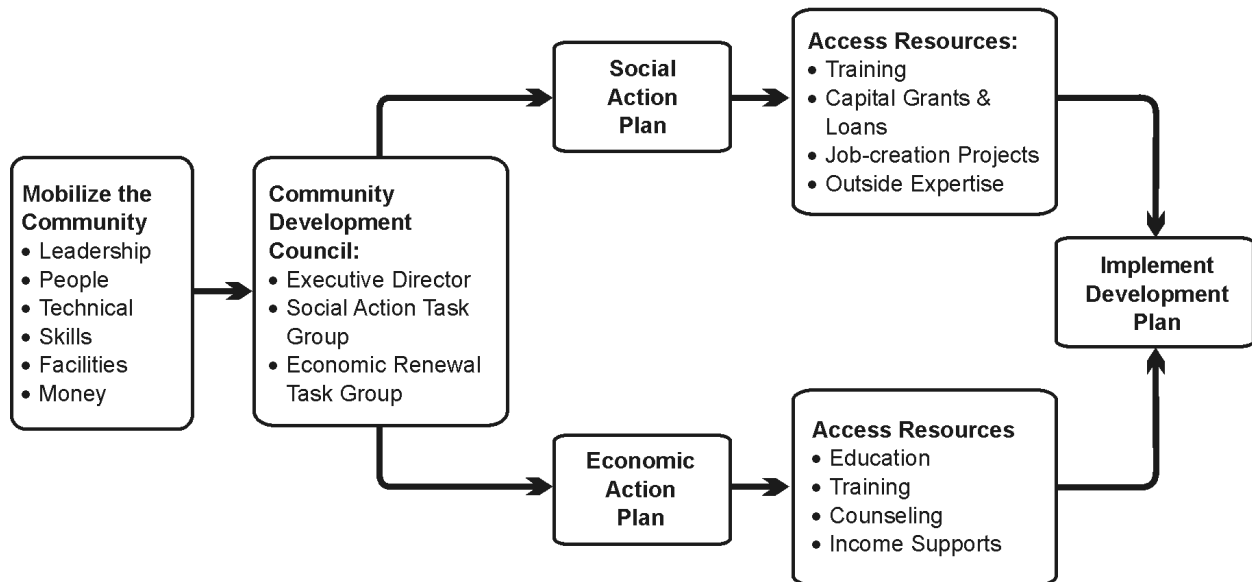 Mobilize the
Community
• Leadership
• People
• Technical
• Skills
• Facilities
• Money
Community
Development
Council:
• Executive Director
• Social Action Task
Group
• Economic Renewal
Task Group
Social
Action
Plan
Access Resources:
• Training
• Capital Grants &
Loans
• Job-creation Projects
• Outside Expertise
Economic
Action
Plan
Access Resources
• Education
• Training
• Counseling
• Income Supports
Implement
Development
Plan